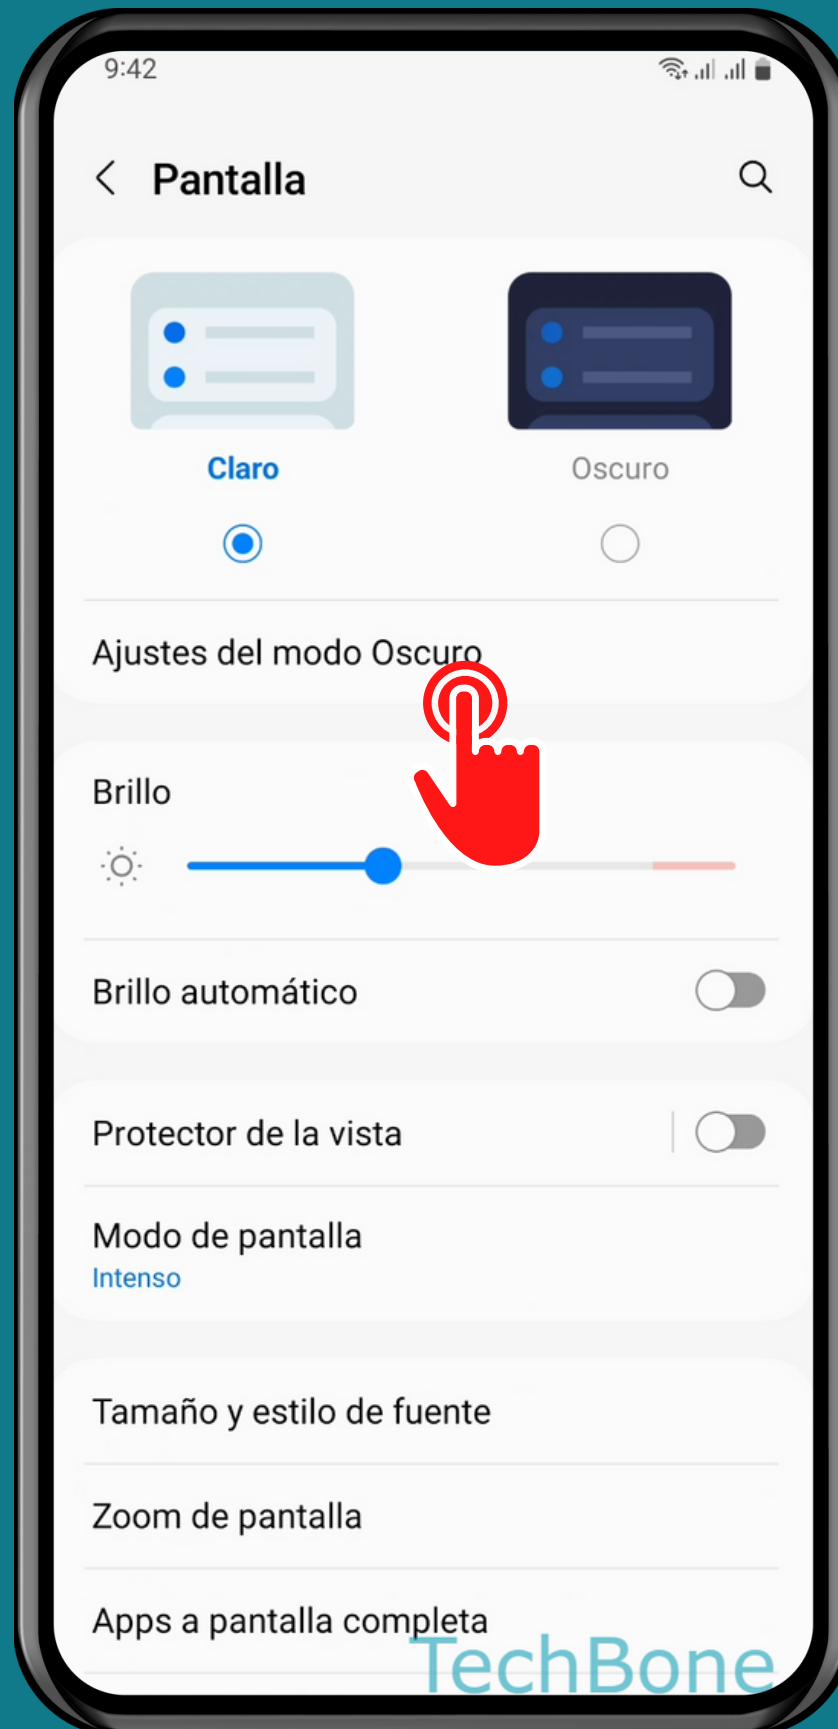 9:42
Pantalla
Claro
Oscuro
Ajustes del modo Oscuro
Brillo
Brillo automático
Protector de la vista
Modo de pantalla
Intenso
Tamaño y estilo de fuente
Zoom de pantalla
Apps a pantalla completa
TechBone